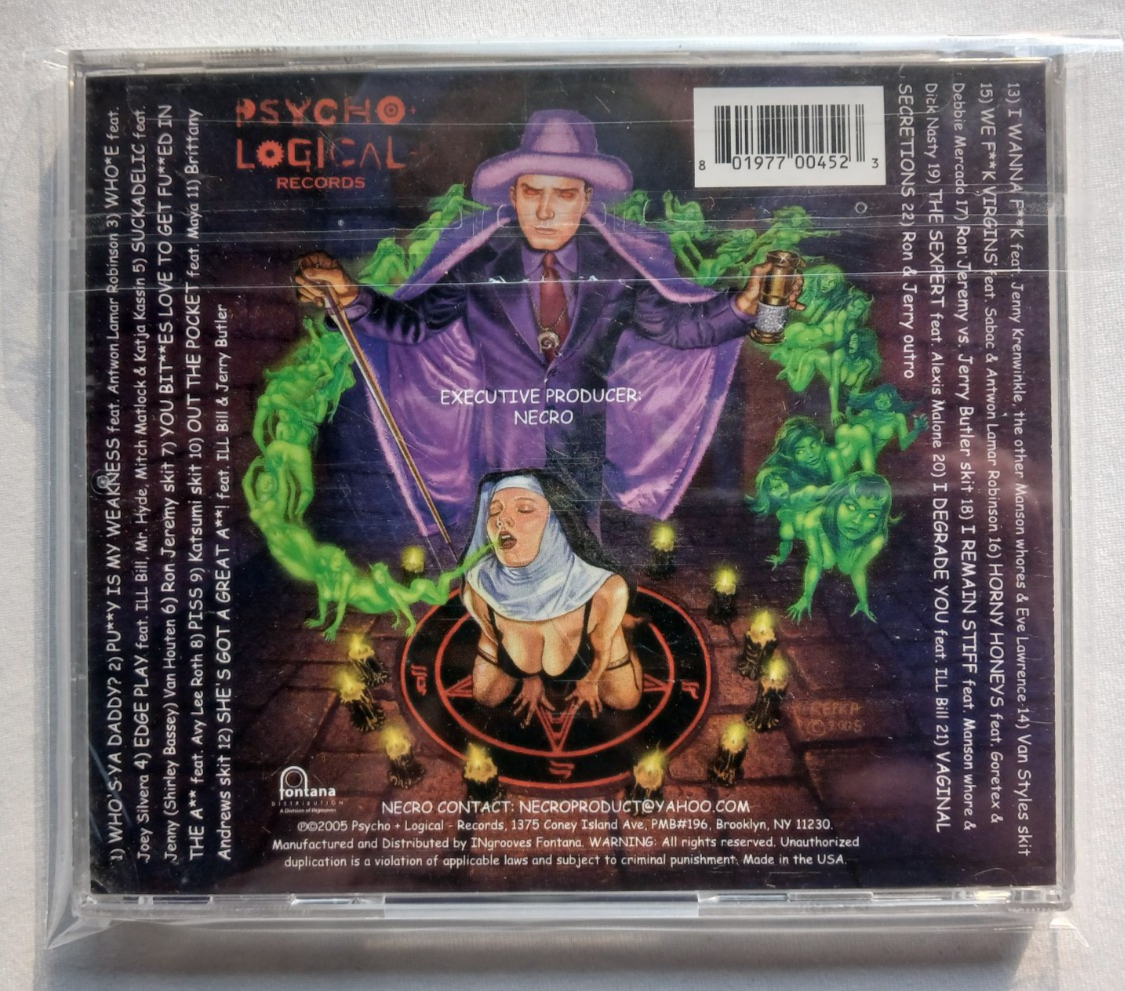 1) WHO'S YA DADDY? 2) PU**Y IS MY WEAKNESS feat. Antwon Lamar Robinson 3) WHO*E feat.
Joey Silvera 4) EDGE PLAY feat. ILL Bill, Mr. Hyde, Mitch Matlock & Katja Kassin 5) SUCKADELIC feat.
Jenny (Shirley Bassey) Van Houten 6) Ron Jeremy skit 7) YOU BIT**ES LOVE TO GET FU**ED IN
THE A** feat. Avy Lee Roth 8) PISS 9) Katsumi skit 10) OUT THE POCKET feat. Maya 11) Brittany
Andrews skit 12) SHE'S GOT A GREAT A**! feat. ILL Bill & Jerry Butler
PSYCHO+
LOGICAL-
RECORDS
8 01977 00452 3
EXECUTIVE PRODUCER:
NECRO
13) I WANNA F**K feat. Jenny Krenwinkle, the other Manson whores & Eve Lawrence 14) Van Styles skit
15) WE F**K VIRGINS' feat. Sabac & Antwon Lamar Robinson 16) HORNY HONEYS feat. Goretex &
Debbie Mercado 17) Ron Jeremy vs. Jerry Butler skit 18) I REMAIN STIFF feat. Manson whore &
Dick Nasty 19) THE SEXPERT feat. Alexis Malone 20) I DEGRADE YOU feat. ILL Bill 21) VAGINAL
SECRETIONS 22) Ron & Jerry outro
REPKA
©2005
fontana
DISTRIBUTION
NECRO CONTACT: NECROPRODUCT@YAHOO.COM
℗©2005 Psycho + Logical - Records, 1375 Coney Island Ave, PMB#196, Brooklyn, NY 11230.
Manufactured and Distributed by INgrooves Fontana. WARNING: All rights reserved. Unauthorized
duplication is a violation of applicable laws and subject to criminal punishment. Made in the USA.